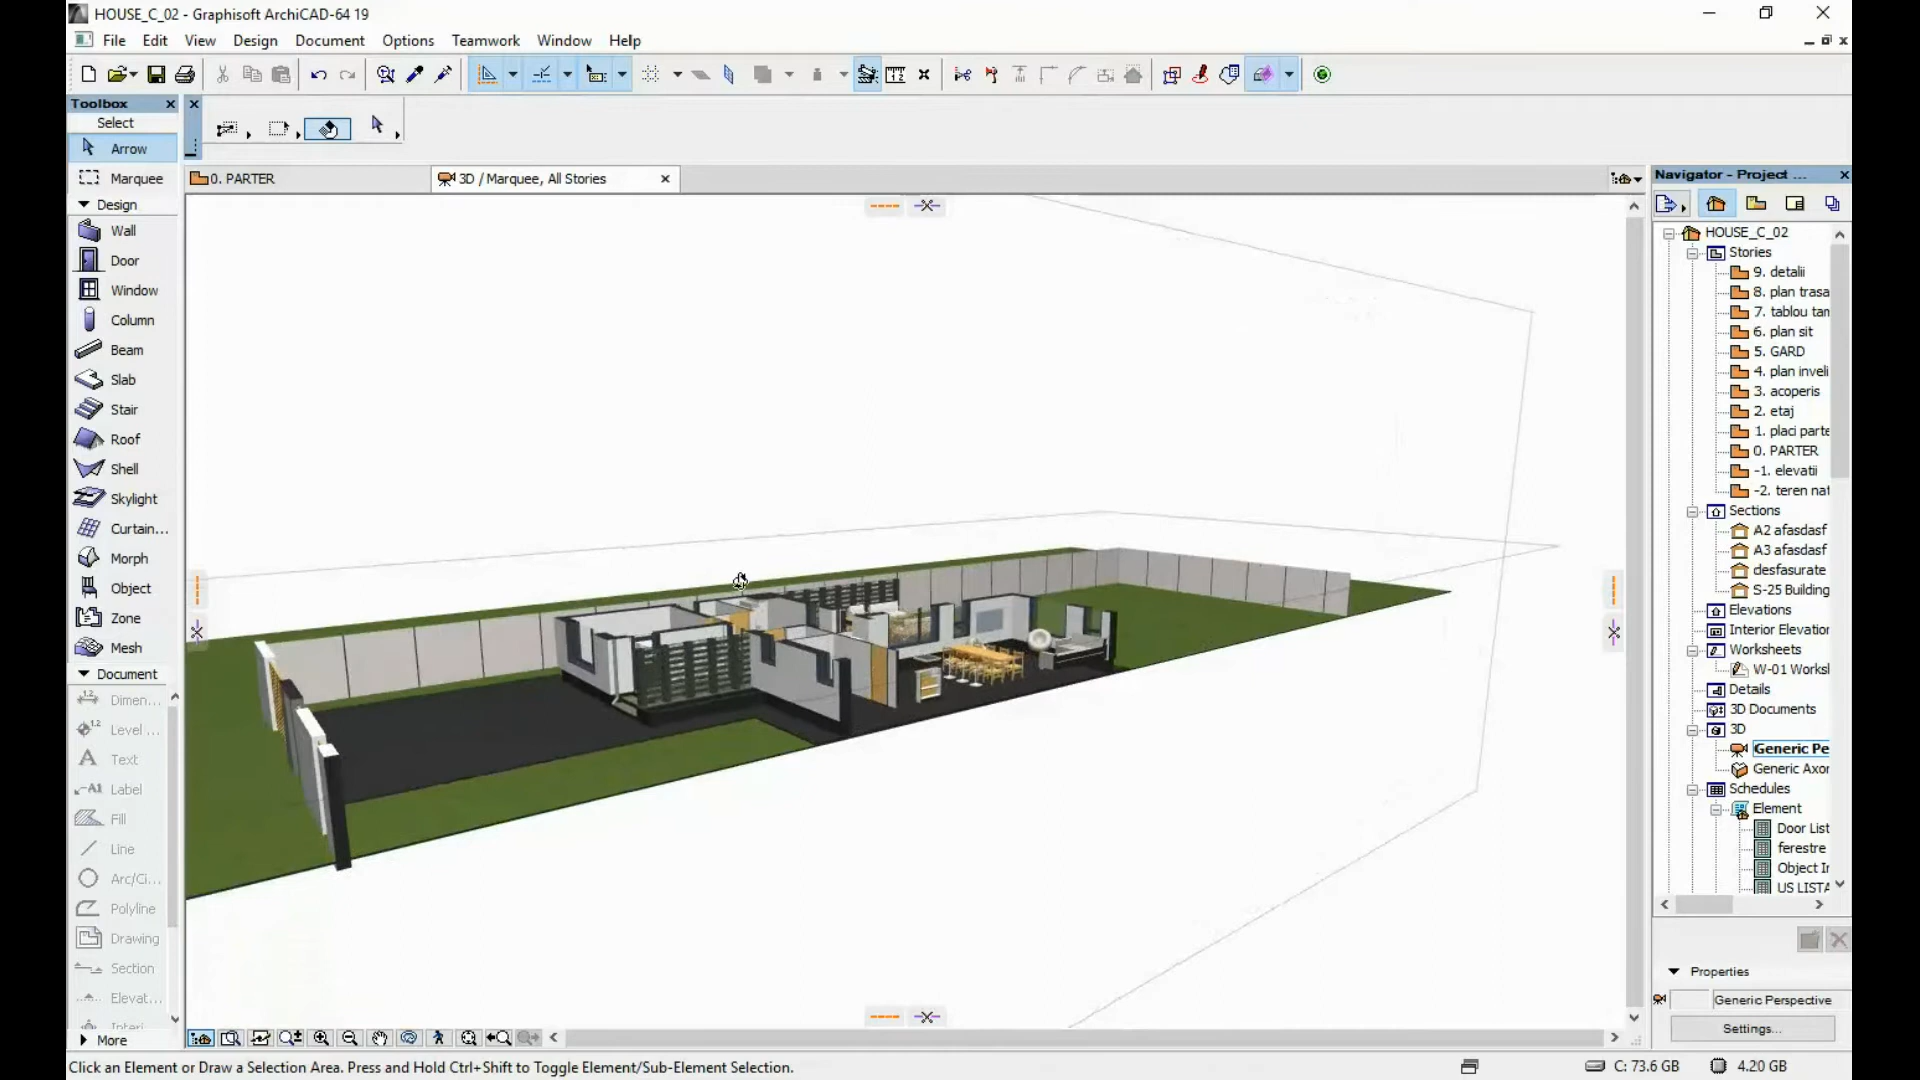 HOUSE_C_02 - Graphisoft ArchiCAD-64 19
File Edit View Design Document Options Teamwork Window Help
Toolbox
Select
Arrow
Marquee
Design
Wall
Door
Window
Column
Beam
Slab
Stair
Roof
Shell
Skylight
Curtain...
Morph
Object
Zone
Mesh
Document
Dimen...
Level ...
Text
Label
Fill
Line
Arc/Ci...
Polyline
Drawing
Section
Elevat...
Interi
More
0. PARTER
3D / Marquee, All Stories
Navigator - Project ...
HOUSE_C_02
Stories
9. detalii
8. plan trasa
7. tablou tam
6. plan sit
5. GARD
4. plan inveli
3. acoperis
2. etaj
1. placi parte
0. PARTER
-1. elevatii
-2. teren nat
Sections
A2 afasdasf
A3 afasdasf
desfasurate
S-25 Building
Elevations
Interior Elevation
Worksheets
W-01 Works
Details
3D Documents
3D
Generic Pe
Generic Axon
Schedules
Element
Door List
ferestre
Object In
US LISTA
Properties
Generic Perspective
Settings...
Click an Element or Draw a Selection Area. Press and Hold Ctrl+Shift to Toggle Element/Sub-Element Selection.
C: 73.6 GB
4.20 GB